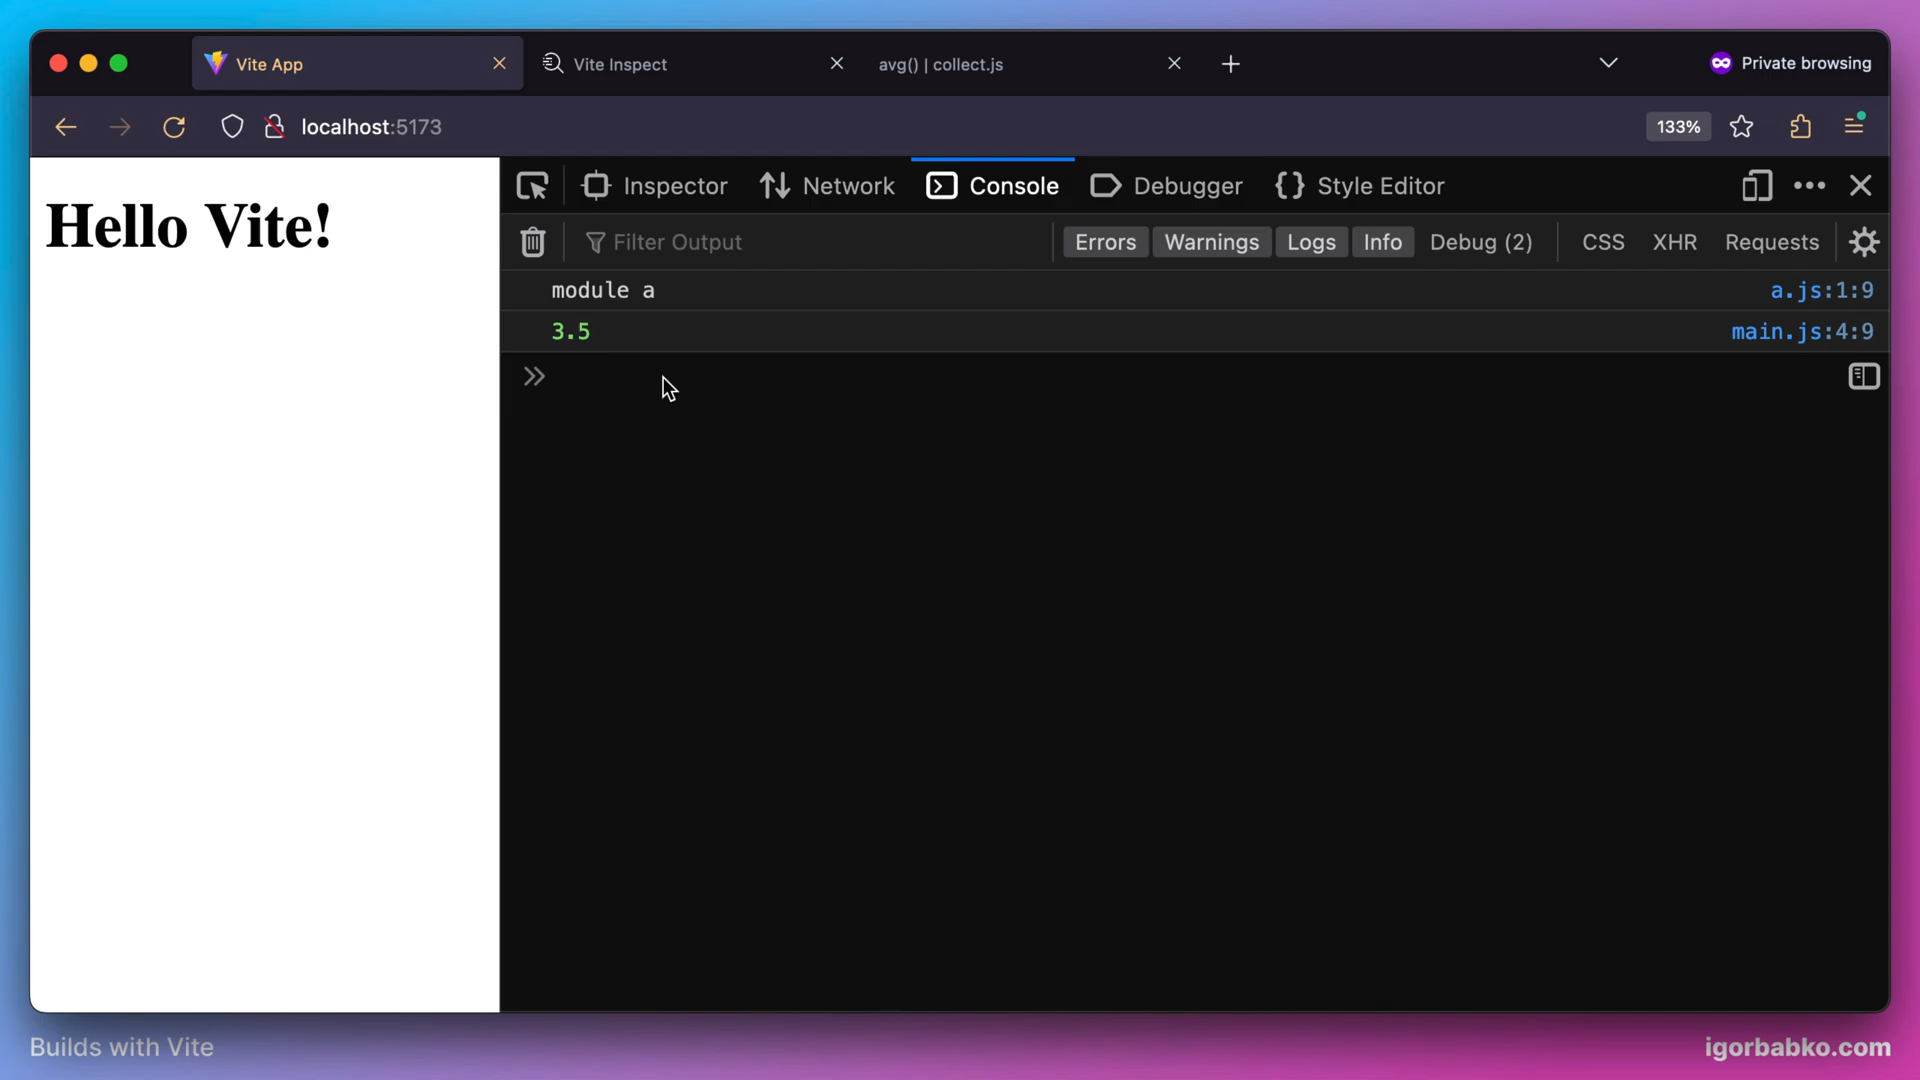 Vite App
Vite Inspect
avg() | collect.js
Private browsing
localhost:5173
133%
Hello Vite!
Inspector
Network
Console
Debugger
Style Editor
Filter Output
Errors
Warnings
Logs
Info
Debug (2)
CSS
XHR
Requests
module a
a.js:1:9
3.5
main.js:4:9
Builds with Vite
igorbabko.com